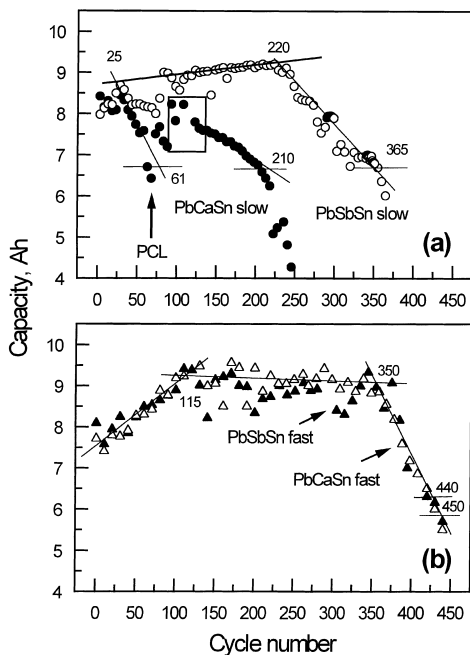 Capacity, Ah
10
9
8
7
6
5
4
25
220
61
PCL
PbCaSn slow
210
PbSbSn slow
365
(a)
0 50 100 150 200 250 300 350 400 450
10
9
8
7
6
5
4
115
350
PbSbSn fast
PbCaSn fast
440
450
(b)
0 50 100 150 200 250 300 350 400 450
Cycle number